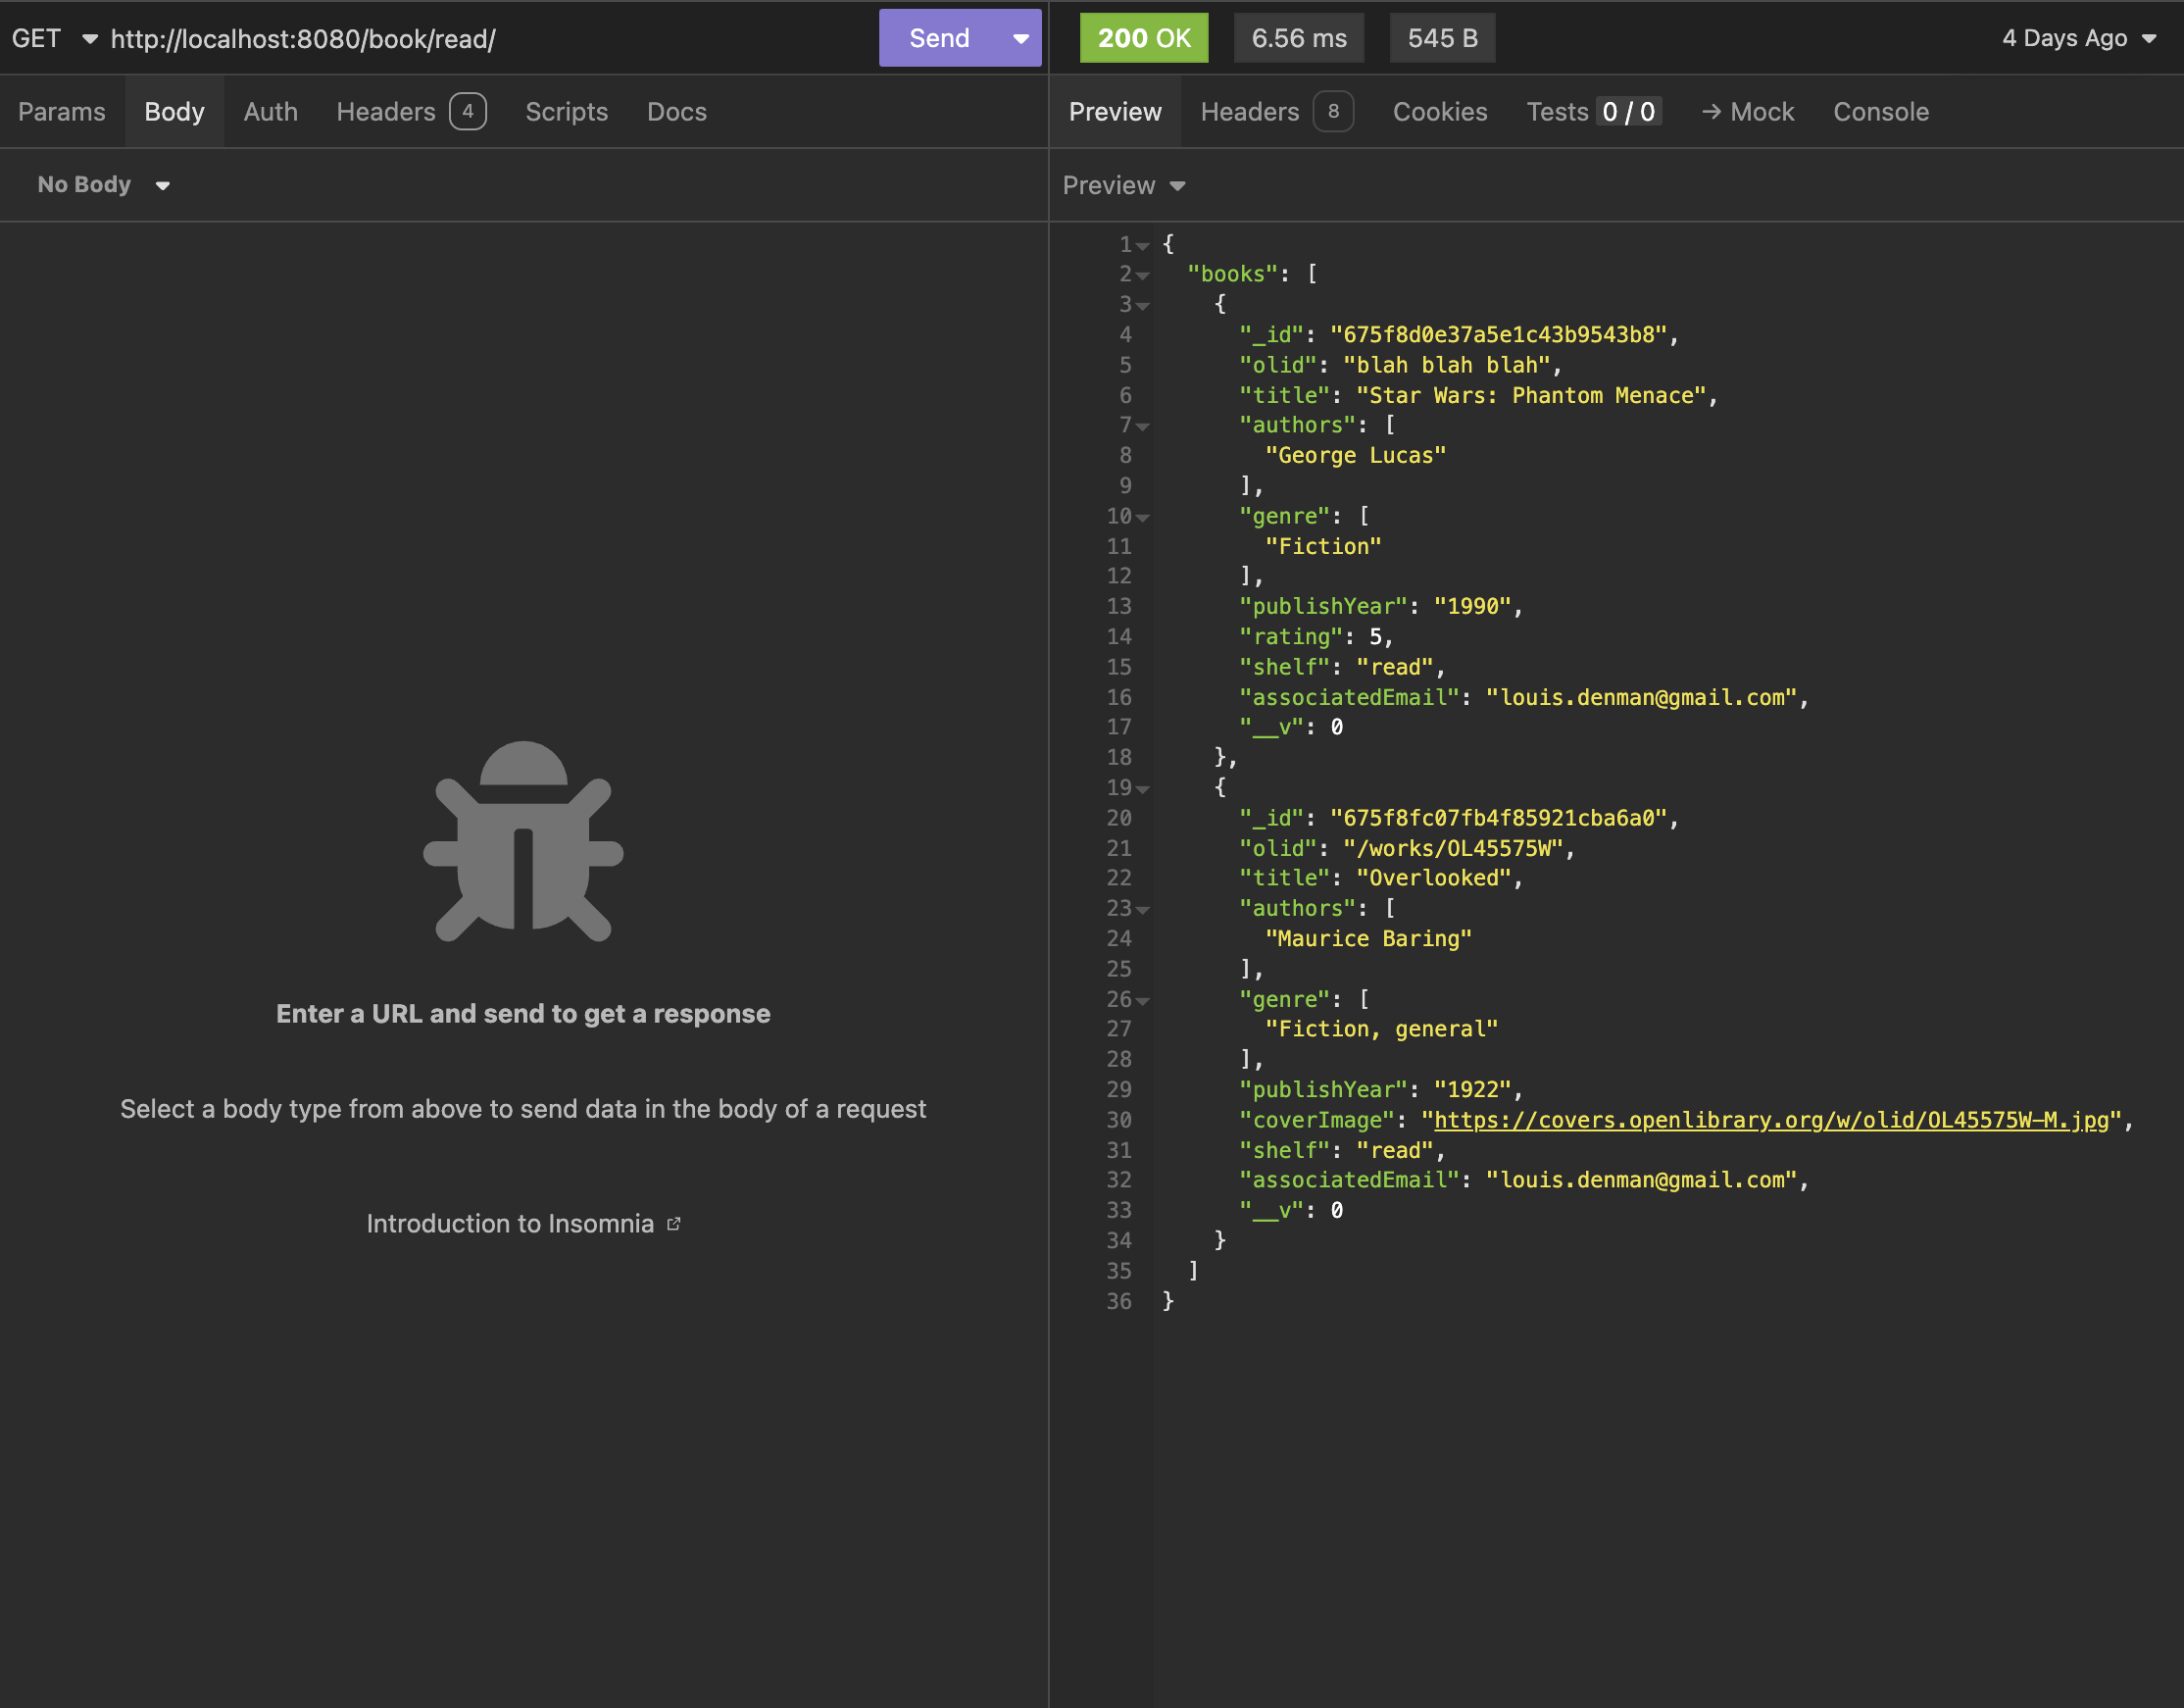 GET http://localhost:8080/book/read/ Send
Params Body Auth Headers 4 Scripts Docs
No Body
Enter a URL and send to get a response
Select a body type from above to send data in the body of a request
Introduction to Insomnia
200 OK 6.56 ms 545 B 4 Days Ago
Preview Headers 8 Cookies Tests 0 / 0 → Mock Console
Preview
1 {
2 "books": [
3 {
4 "_id": "675f8d0e37a5e1c43b9543b8",
5 "olid": "blah blah blah",
6 "title": "Star Wars: Phantom Menace",
7 "authors": [
8 "George Lucas"
9 ],
10 "genre": [
11 "Fiction"
12 ],
13 "publishYear": "1990",
14 "rating": 5,
15 "shelf": "read",
16 "associatedEmail": "louis.denman@gmail.com",
17 "__v": 0
18 },
19 {
20 "_id": "675f8fc07fb4f85921cba6a0",
21 "olid": "/works/OL45575W",
22 "title": "Overlooked",
23 "authors": [
24 "Maurice Baring"
25 ],
26 "genre": [
27 "Fiction, general"
28 ],
29 "publishYear": "1922",
30 "coverImage": "https://covers.openlibrary.org/w/olid/OL45575W-M.jpg",
31 "shelf": "read",
32 "associatedEmail": "louis.denman@gmail.com",
33 "__v": 0
34 }
35 ]
36 }